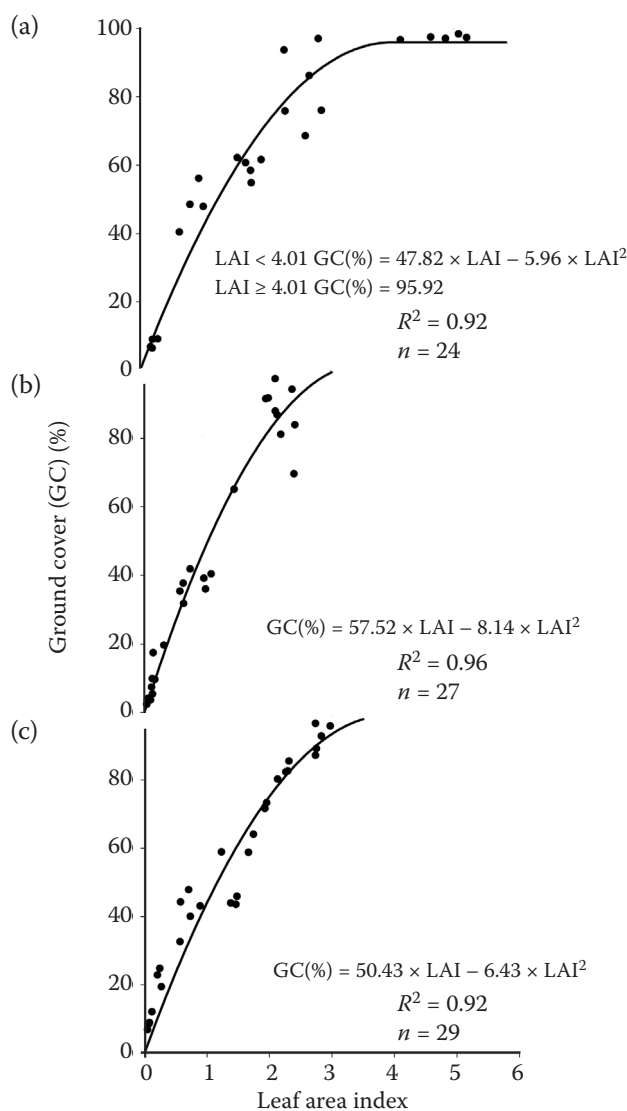 (a)
100
80
60
40
20
0
LAI < 4.01 GC(%) = 47.82 × LAI – 5.96 × LAI²
LAI ≥ 4.01 GC(%) = 95.92
R² = 0.92
n = 24
(b)
80
60
40
20
0
GC(%) = 57.52 × LAI – 8.14 × LAI²
R² = 0.96
n = 27
Ground cover (GC) (%)
(c)
80
60
40
20
0
GC(%) = 50.43 × LAI – 6.43 × LAI²
R² = 0.92
n = 29
0 1 2 3 4 5 6
Leaf area index